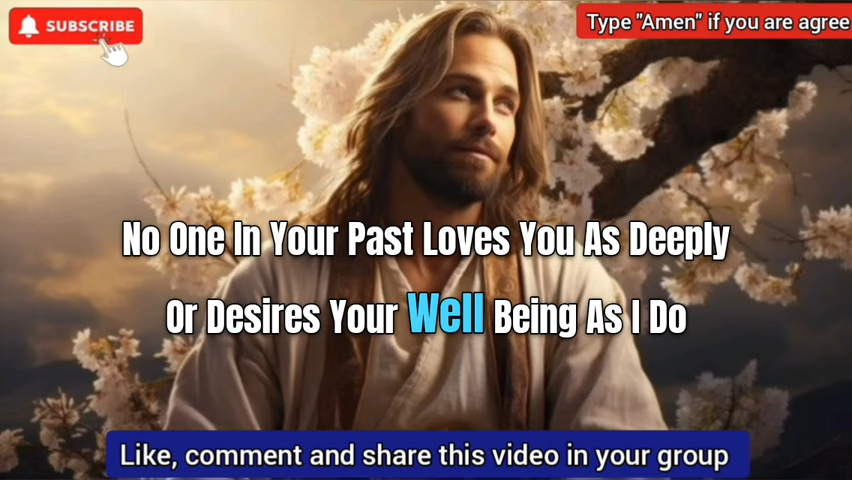 SUBSCRIBE
Type "Amen" if you are agree
No One In Your Past Loves You As Deeply
Or Desires Your Well Being As I Do
Like, comment and share this video in your group